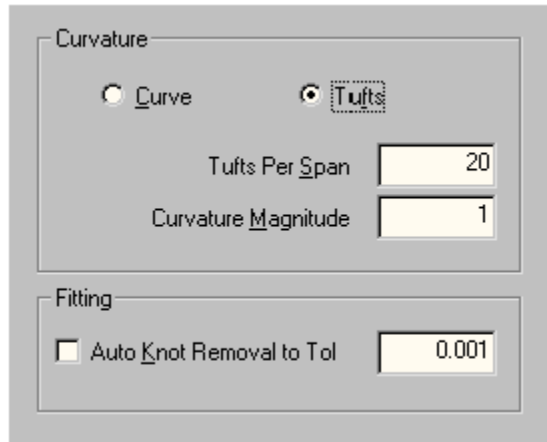 Curvature
Curve Tufts
Tufts Per Span 20
Curvature Magnitude 1
Fitting
Auto Knot Removal to Tol 0.001